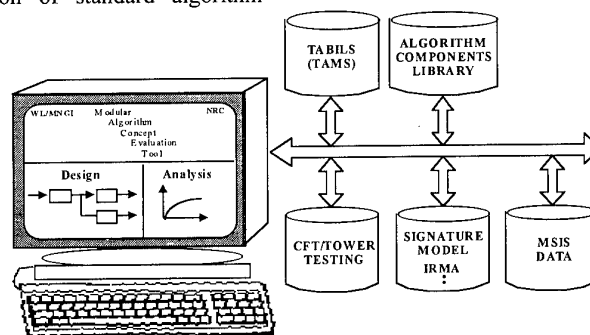 on of standard algorithm
TABILS
(TAMS)
ALGORITHM
COMPONENTS
LIBRARY
WL/MNGI Modular NRC
Algorithm
Concept
Evaluation
Tool
Design Analysis
CFT/TOWER
TESTING
SIGNATURE
MODEL
IRMA
⋮
MSIS
DATA